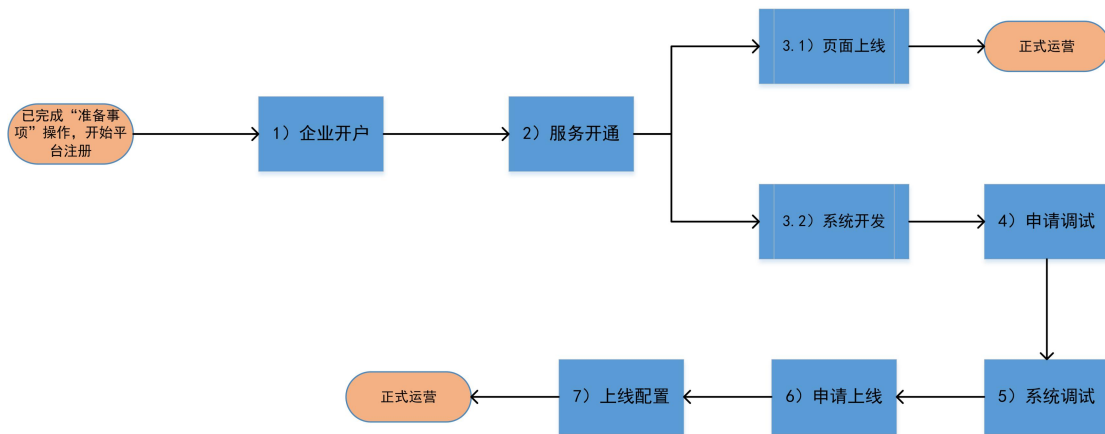 3.1）页面上线
正式运营
已完成“准备事
项”操作，开始平
台注册
1）企业开户
2）服务开通
3.2）系统开发
4）申请调试
正式运营
7）上线配置
6）申请上线
5）系统调试